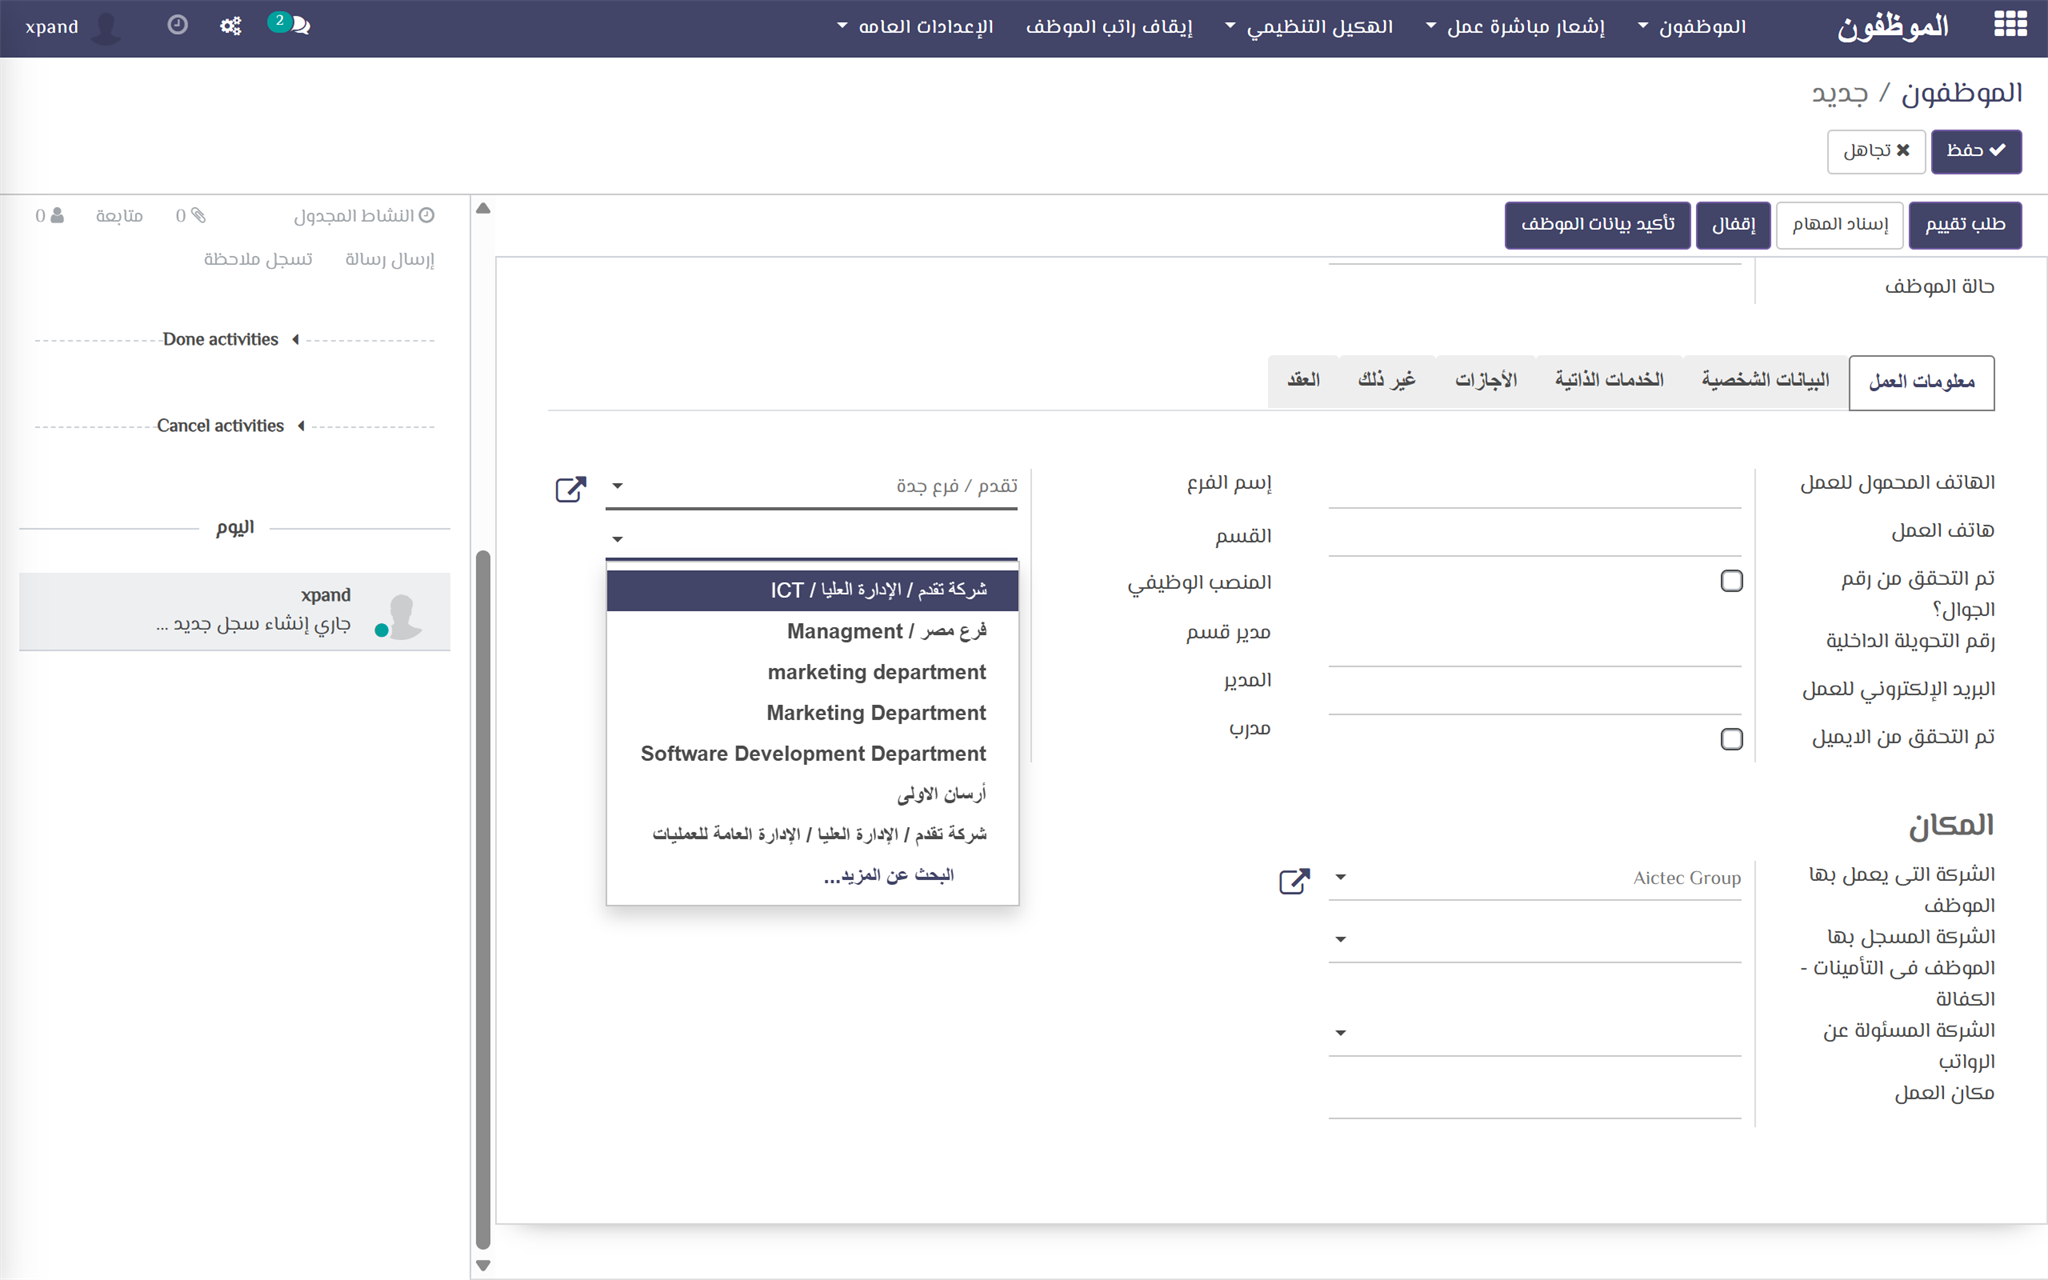 الموظفون
الموظفون
إشعار مباشرة عمل
الهكيل التنظيمي
إيقاف راتب الموظف
الإعدادات العامه
2
xpand
الموظفون / جديد
حفظ
تجاهل
طلب تقييم
إسناد المهام
إقفال
تأكيد بيانات الموظف
حالة الموظف
معلومات العمل
البيانات الشخصية
الخدمات الذاتية
الأجازات
غير ذلك
العقد
الهاتف المحمول للعمل
هاتف العمل
تم التحقق من رقم
الجوال؟
رقم التحويلة الداخلية
البريد الإلكتروني للعمل
تم التحقق من الايميل
إسم الفرع
تقدم / فرع جدة
القسم
المنصب الوظيفي
مدير قسم
المدير
مدرب
شركة تقدم / الإدارة العليا / ICT
فرع مصر / Managment
marketing department
Marketing Department
Software Development Department
أرسان الاولى
شركة تقدم / الإدارة العليا / الإدارة العامة للعمليات
البحث عن المزيد...
المكان
الشركة التى يعمل بها
الموظف
Aictec Group
الشركة المسجل بها
الموظف فى التأمينات -
الكفالة
الشركة المسئولة عن
الرواتب
مكان العمل
النشاط المجدول
0
متابعة
0
إرسال رسالة
تسجل ملاحظة
Done activities
Cancel activities
اليوم
xpand
جاري إنشاء سجل جديد ...